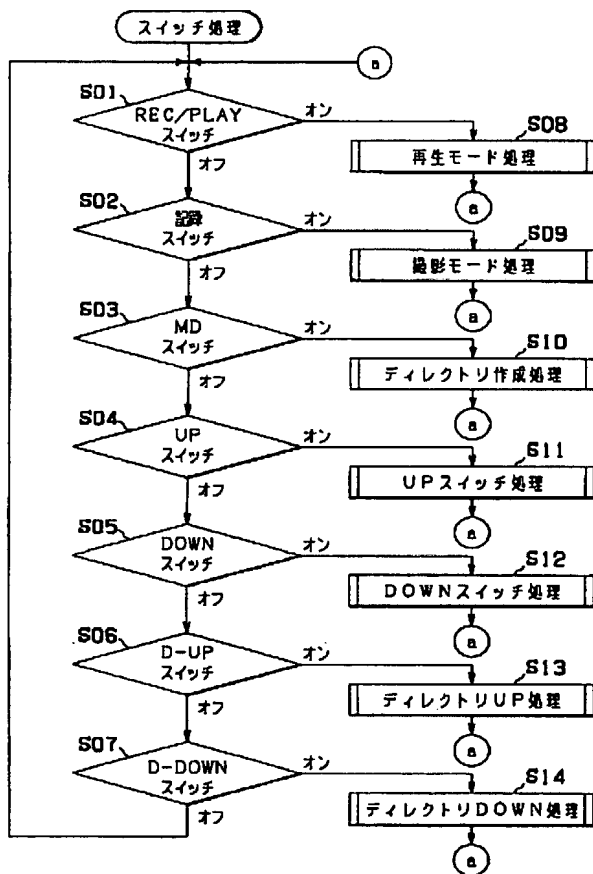 スイッチ処理
a
S01
REC/PLAY
スイッチ
オン
オフ
S08
再生モード処理
a
S02
記録
スイッチ
オン
オフ
S09
撮影モード処理
a
S03
MD
スイッチ
オン
オフ
S10
ディレクトリ作成処理
a
S04
UP
スイッチ
オン
オフ
S11
UPスイッチ処理
a
S05
DOWN
スイッチ
オン
オフ
S12
DOWNスイッチ処理
a
S06
D-UP
スイッチ
オン
オフ
S13
ディレクトリUP処理
a
S07
D-DOWN
スイッチ
オン
オフ
S14
ディレクトリDOWN処理
a